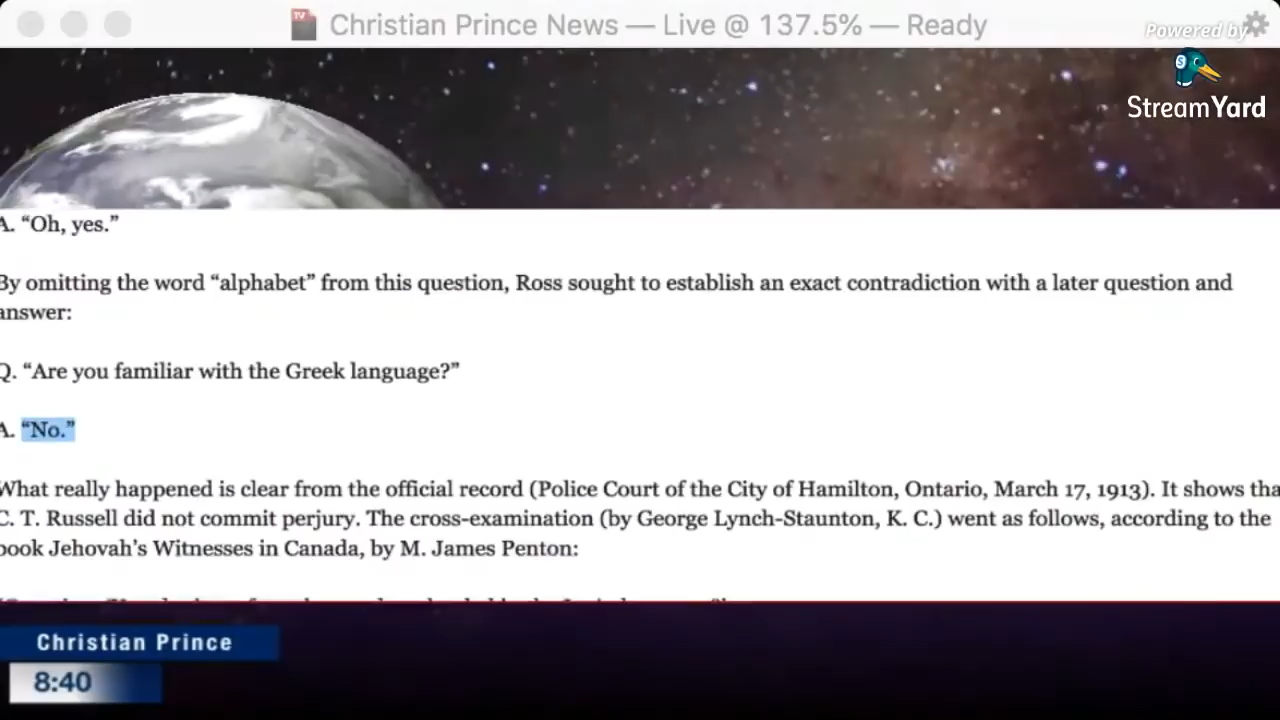 Christian Prince News — Live @ 137.5% — Ready
Powered by
StreamYard
A. “Oh, yes.”
By omitting the word “alphabet” from this question, Ross sought to establish an exact contradiction with a later question and
answer:
Q. “Are you familiar with the Greek language?”
A. “No.”
What really happened is clear from the official record (Police Court of the City of Hamilton, Ontario, March 17, 1913). It shows tha
C. T. Russell did not commit perjury. The cross-examination (by George Lynch-Staunton, K. C.) went as follows, according to the
book Jehovah’s Witnesses in Canada, by M. James Penton:
Christian Prince
8:40